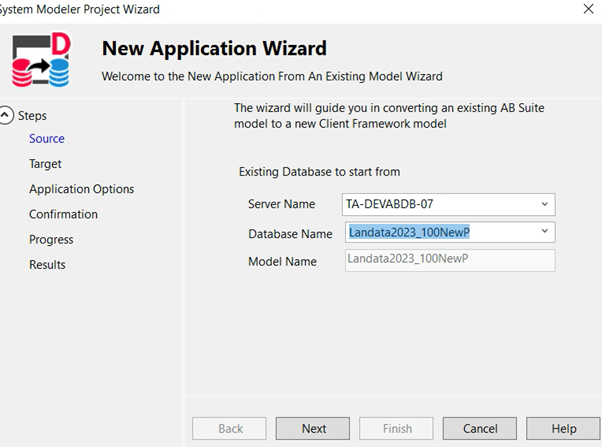 System Modeler Project Wizard
New Application Wizard
Welcome to the New Application From An Existing Model Wizard
Steps
Source
Target
Application Options
Confirmation
Progress
Results
The wizard will guide you in converting an existing AB Suite
model to a new Client Framework model
Existing Database to start from
Server Name TA-DEVABDB-07
Database Name Landata2023_100NewP
Model Name Landata2023_100NewP
Back Next Finish Cancel Help